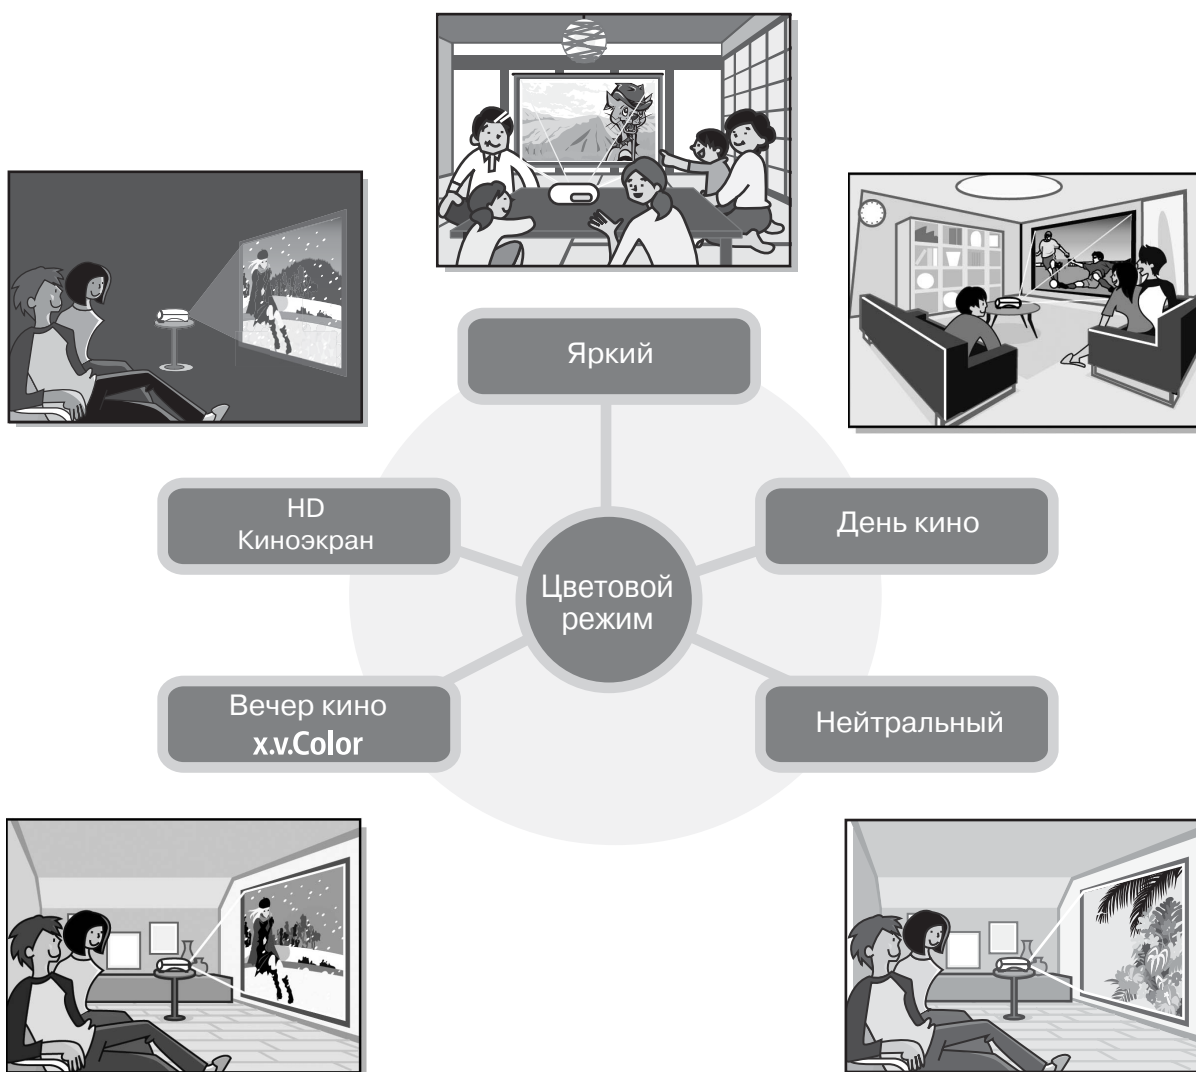 Яркий
HD
Киноэкран
День кино
Цветовой
режим
Вечер кино
x.v.Color
Нейтральный